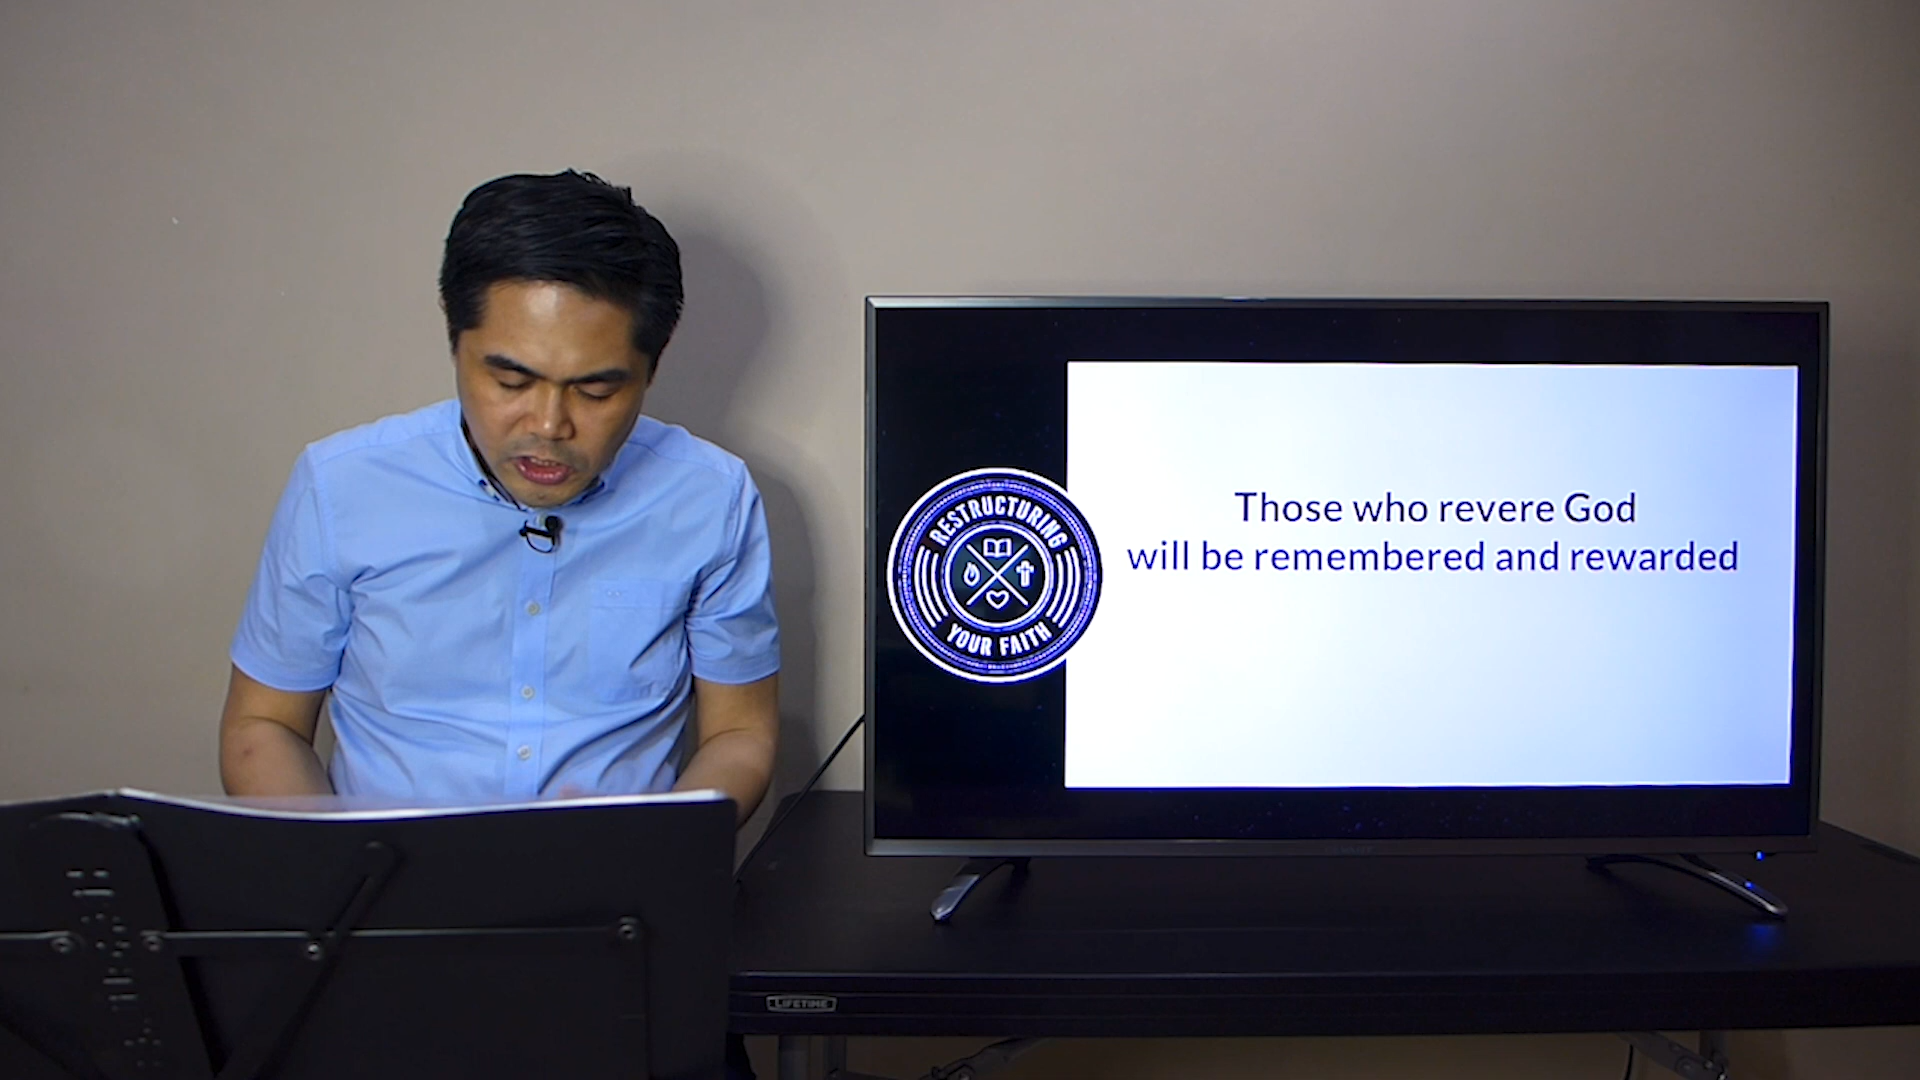 RESTRUCTURING
YOUR FAITH
Those who revere God
will be remembered and rewarded
LIFETIME